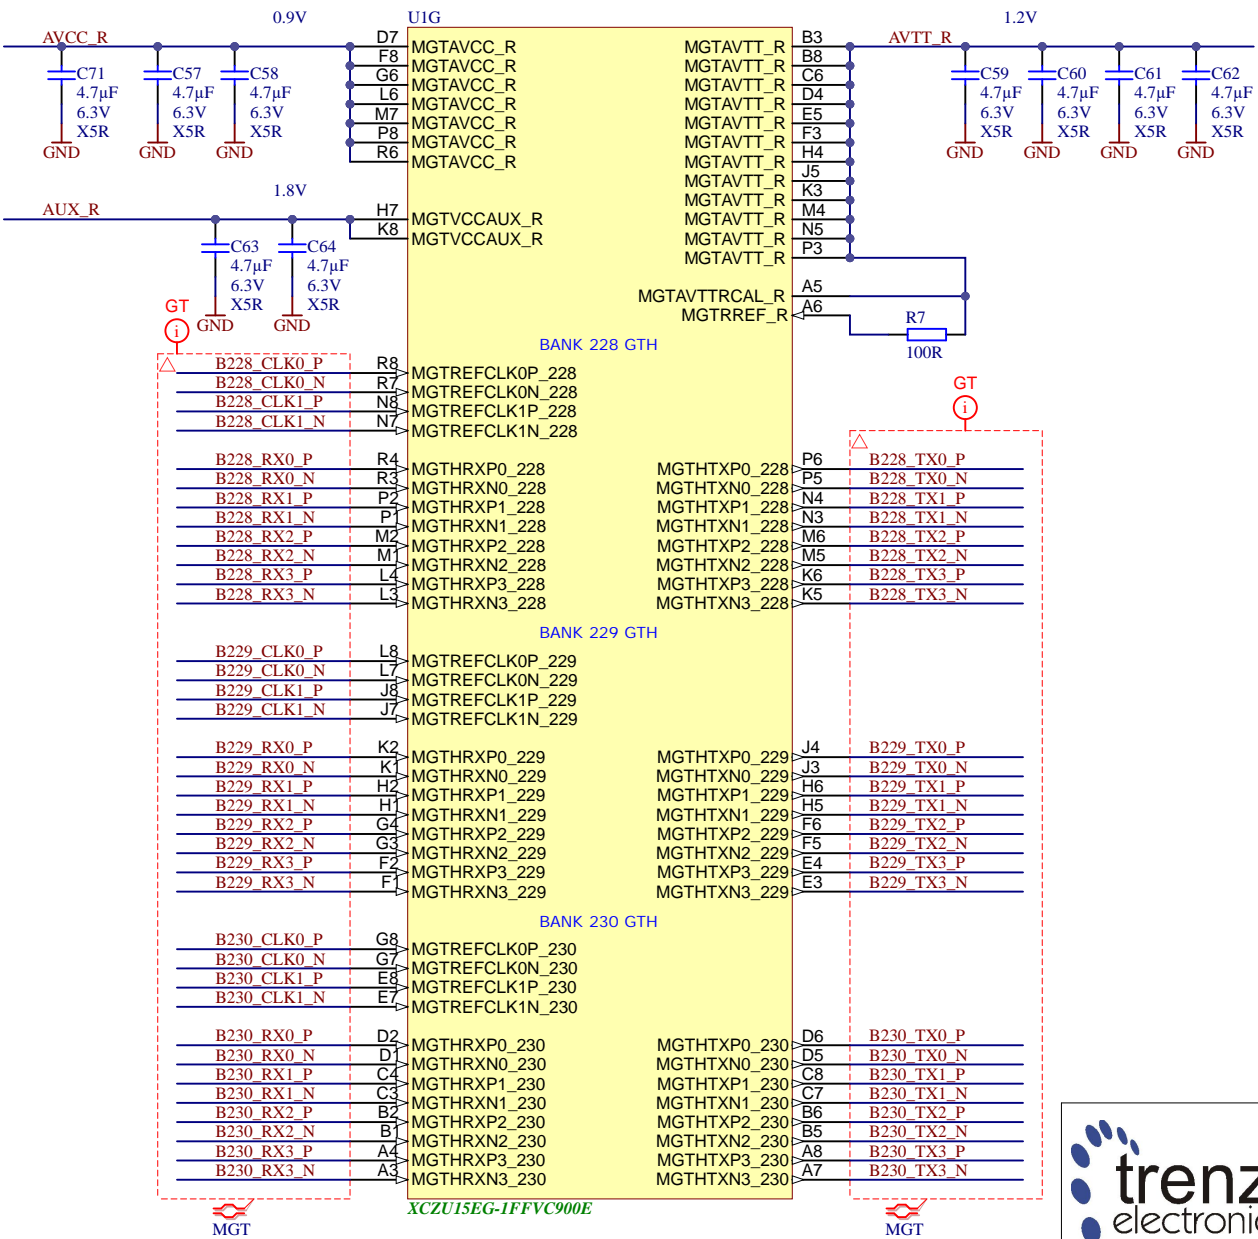 0.9V
U1G
1.2V
AVCC_R
D7
MGTAVCC_R
MGTAVTT_R
B3
AVTT_R
F8
MGTAVCC_R
MGTAVTT_R
B8
G6
MGTAVCC_R
MGTAVTT_R
C6
L6
MGTAVCC_R
MGTAVTT_R
D4
M7
MGTAVCC_R
MGTAVTT_R
E5
P8
MGTAVCC_R
MGTAVTT_R
F3
R6
MGTAVCC_R
MGTAVTT_R
H4
MGTAVTT_R
J5
MGTAVTT_R
K3
MGTAVTT_R
M4
MGTAVTT_R
N5
MGTAVTT_R
P3
C71
4.7µF
6.3V
X5R
GND
C57
4.7µF
6.3V
X5R
GND
C58
4.7µF
6.3V
X5R
GND
C59
4.7µF
6.3V
X5R
GND
C60
4.7µF
6.3V
X5R
GND
C61
4.7µF
6.3V
X5R
GND
C62
4.7µF
6.3V
X5R
GND
1.8V
AUX_R
H7
MGTVCCAUX_R
K8
MGTVCCAUX_R
C63
4.7µF
6.3V
X5R
GND
C64
4.7µF
6.3V
X5R
GND
MGTAVTTRCAL_R
A5
MGTRREF_R
A6
R7
100R
GT
i
BANK 228 GTH
B228_CLK0_P R8 MGTREFCLK0P_228
B228_CLK0_N R7 MGTREFCLK0N_228
B228_CLK1_P N8 MGTREFCLK1P_228
B228_CLK1_N N7 MGTREFCLK1N_228
GT
i
B228_RX0_P R4 MGTHRXP0_228 MGTHTXP0_228 P6 B228_TX0_P
B228_RX0_N R3 MGTHRXN0_228 MGTHTXN0_228 P5 B228_TX0_N
B228_RX1_P P2 MGTHRXP1_228 MGTHTXP1_228 N4 B228_TX1_P
B228_RX1_N P1 MGTHRXN1_228 MGTHTXN1_228 N3 B228_TX1_N
B228_RX2_P M2 MGTHRXP2_228 MGTHTXP2_228 M6 B228_TX2_P
B228_RX2_N M1 MGTHRXN2_228 MGTHTXN2_228 M5 B228_TX2_N
B228_RX3_P L4 MGTHRXP3_228 MGTHTXP3_228 K6 B228_TX3_P
B228_RX3_N L3 MGTHRXN3_228 MGTHTXN3_228 K5 B228_TX3_N
BANK 229 GTH
B229_CLK0_P L8 MGTREFCLK0P_229
B229_CLK0_N L7 MGTREFCLK0N_229
B229_CLK1_P J8 MGTREFCLK1P_229
B229_CLK1_N J7 MGTREFCLK1N_229
B229_RX0_P K2 MGTHRXP0_229 MGTHTXP0_229 J4 B229_TX0_P
B229_RX0_N K1 MGTHRXN0_229 MGTHTXN0_229 J3 B229_TX0_N
B229_RX1_P H2 MGTHRXP1_229 MGTHTXP1_229 H6 B229_TX1_P
B229_RX1_N H1 MGTHRXN1_229 MGTHTXN1_229 H5 B229_TX1_N
B229_RX2_P G4 MGTHRXP2_229 MGTHTXP2_229 F6 B229_TX2_P
B229_RX2_N G3 MGTHRXN2_229 MGTHTXN2_229 F5 B229_TX2_N
B229_RX3_P F2 MGTHRXP3_229 MGTHTXP3_229 E4 B229_TX3_P
B229_RX3_N F1 MGTHRXN3_229 MGTHTXN3_229 E3 B229_TX3_N
BANK 230 GTH
B230_CLK0_P G8 MGTREFCLK0P_230
B230_CLK0_N G7 MGTREFCLK0N_230
B230_CLK1_P E8 MGTREFCLK1P_230
B230_CLK1_N E7 MGTREFCLK1N_230
B230_RX0_P D2 MGTHRXP0_230 MGTHTXP0_230 D6 B230_TX0_P
B230_RX0_N D1 MGTHRXN0_230 MGTHTXN0_230 D5 B230_TX0_N
B230_RX1_P C4 MGTHRXP1_230 MGTHTXP1_230 C8 B230_TX1_P
B230_RX1_N C3 MGTHRXN1_230 MGTHTXN1_230 C7 B230_TX1_N
B230_RX2_P B2 MGTHRXP2_230 MGTHTXP2_230 B6 B230_TX2_P
B230_RX2_N B1 MGTHRXN2_230 MGTHTXN2_230 B5 B230_TX2_N
B230_RX3_P A4 MGTHRXP3_230 MGTHTXP3_230 A8 B230_TX3_P
B230_RX3_N A3 MGTHRXN3_230 MGTHTXN3_230 A7 B230_TX3_N
MGT
XCZU15EG-1FFVC900E
MGT
trenz
electronic